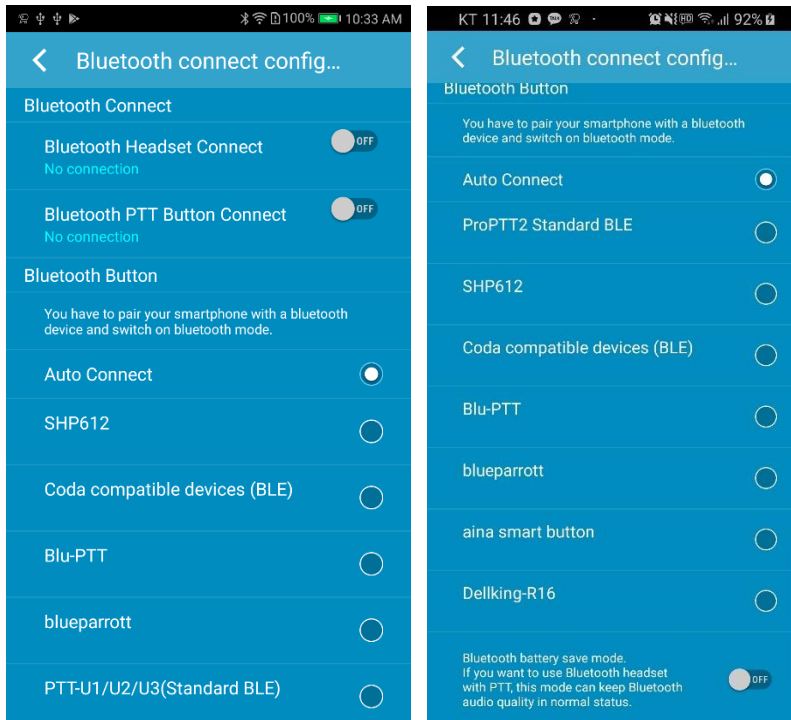 100% 10:33 AM
Bluetooth connect config...
Bluetooth Connect
Bluetooth Headset Connect
OFF
No connection
Bluetooth PTT Button Connect
OFF
No connection
Bluetooth Button
You have to pair your smartphone with a bluetooth
device and switch on bluetooth mode.
Auto Connect
SHP612
Coda compatible devices (BLE)
Blu-PTT
blueparrott
PTT-U1/U2/U3(Standard BLE)
KT 11:46 92%
Bluetooth connect config...
Bluetooth Button
You have to pair your smartphone with a bluetooth
device and switch on bluetooth mode.
Auto Connect
ProPTT2 Standard BLE
SHP612
Coda compatible devices (BLE)
Blu-PTT
blueparrott
aina smart button
Dellking-R16
Bluetooth battery save mode.
If you want to use Bluetooth headset
with PTT, this mode can keep Bluetooth
audio quality in normal status.
OFF